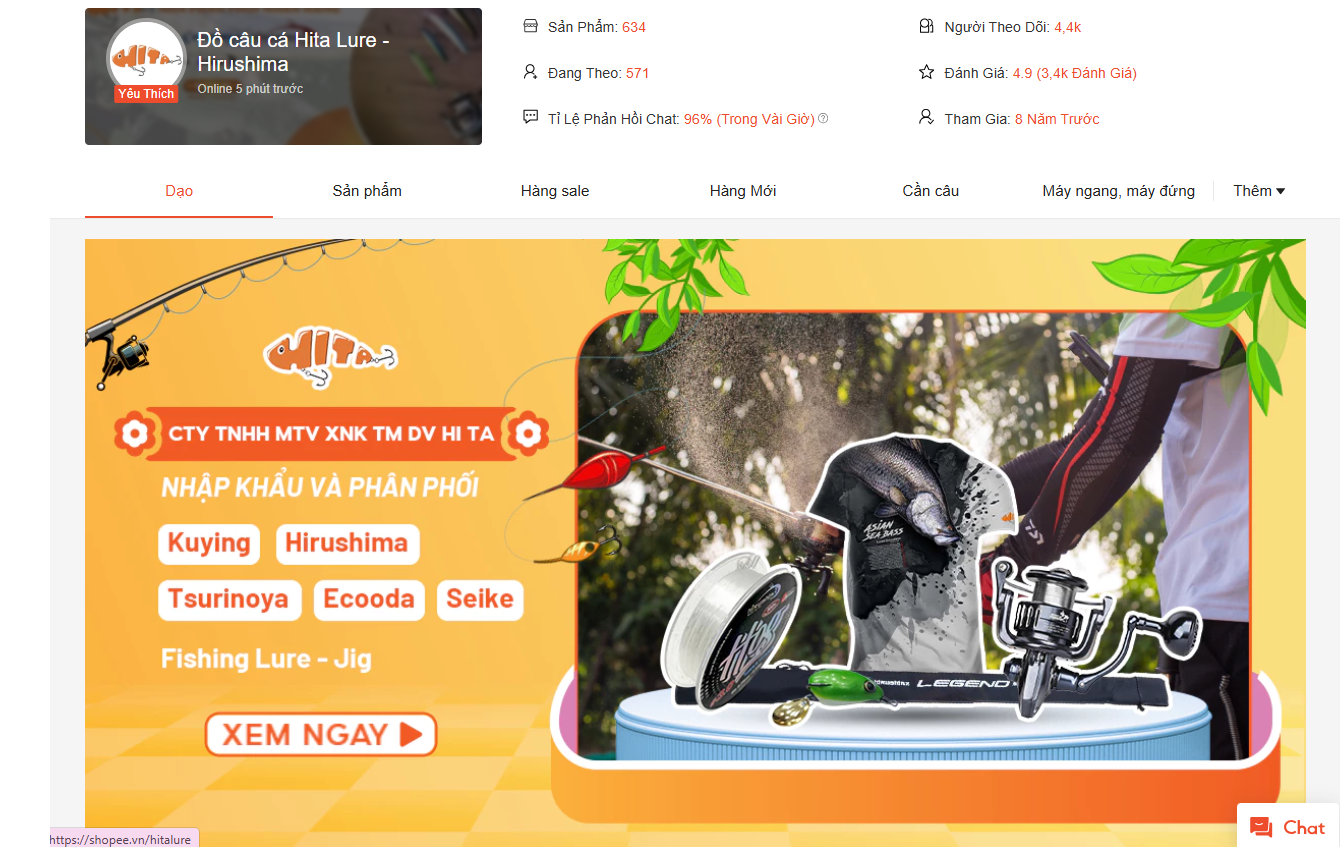 HITA
Yêu Thích
Đồ câu cá Hita Lure -
Hirushima
Online 5 phút trước
Sản Phẩm: 634
Người Theo Dõi: 4,4k
Đang Theo: 571
Đánh Giá: 4.9 (3,4k Đánh Giá)
Tỉ Lệ Phản Hồi Chat: 96% (Trong Vài Giờ)
Tham Gia: 8 Năm Trước
Dạo
Sản phẩm
Hàng sale
Hàng Mới
Cần câu
Máy ngang, máy đứng
Thêm
HITA
CTY TNHH MTV XNK TM DV HI TA
NHẬP KHẨU VÀ PHÂN PHỐI
Kuying
Hirushima
Tsurinoya
Ecooda
Seike
Fishing Lure - Jig
XEM NGAY
ASIAN
SEA BASS
LEGEND
https://shopee.vn/hitalure
Chat